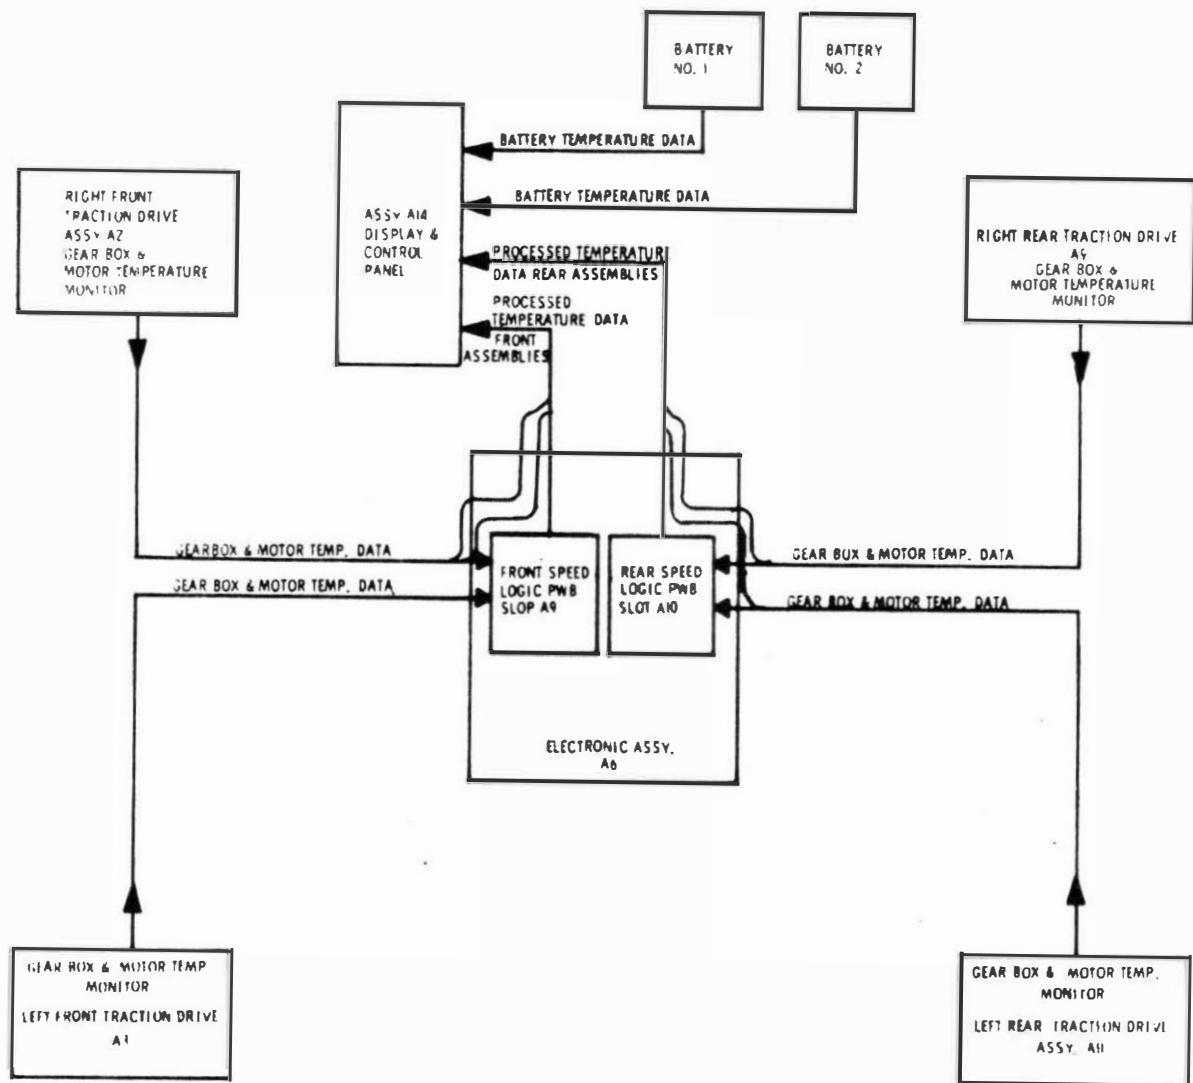 BATTERY
NO. 1
BATTERY
NO. 2
BATTERY TEMPERATURE DATA
BATTERY TEMPERATURE DATA
RIGHT FRONT
TRACTION DRIVE
ASSY A2
GEAR BOX &
MOTOR TEMPERATURE
MONITOR
ASSY A14
DISPLAY &
CONTROL
PANEL
PROCESSED TEMPERATURE
DATA REAR ASSEMBLIES
PROCESSED
TEMPERATURE DATA
FRONT
ASSEMBLIES
RIGHT REAR TRACTION DRIVE
GEAR BOX &
MOTOR TEMPERATURE
MUNITOR
GEARBOX & MOTOR TEMP. DATA
GEAR BOX & MOTOR TEMP. DATA
FRONT SPEED
LOGIC PWB
SLOP A9
REAR SPEED
LOGIC PWB
SLOT A10
GEAR BUX & MOTOR TEMP. DATA
GEAR BOX & MOTOR TEMP. DATA
ELECTRONIC ASSY.
A6
GEAR BOX & MOTOR TEMP
MONITOR
LEFT FRONT TRACTION DRIVE
GEAR BOX & MOTOR TEMP.
MONITOR
LEFT REAR TRACTION DRIVE
ASSY.